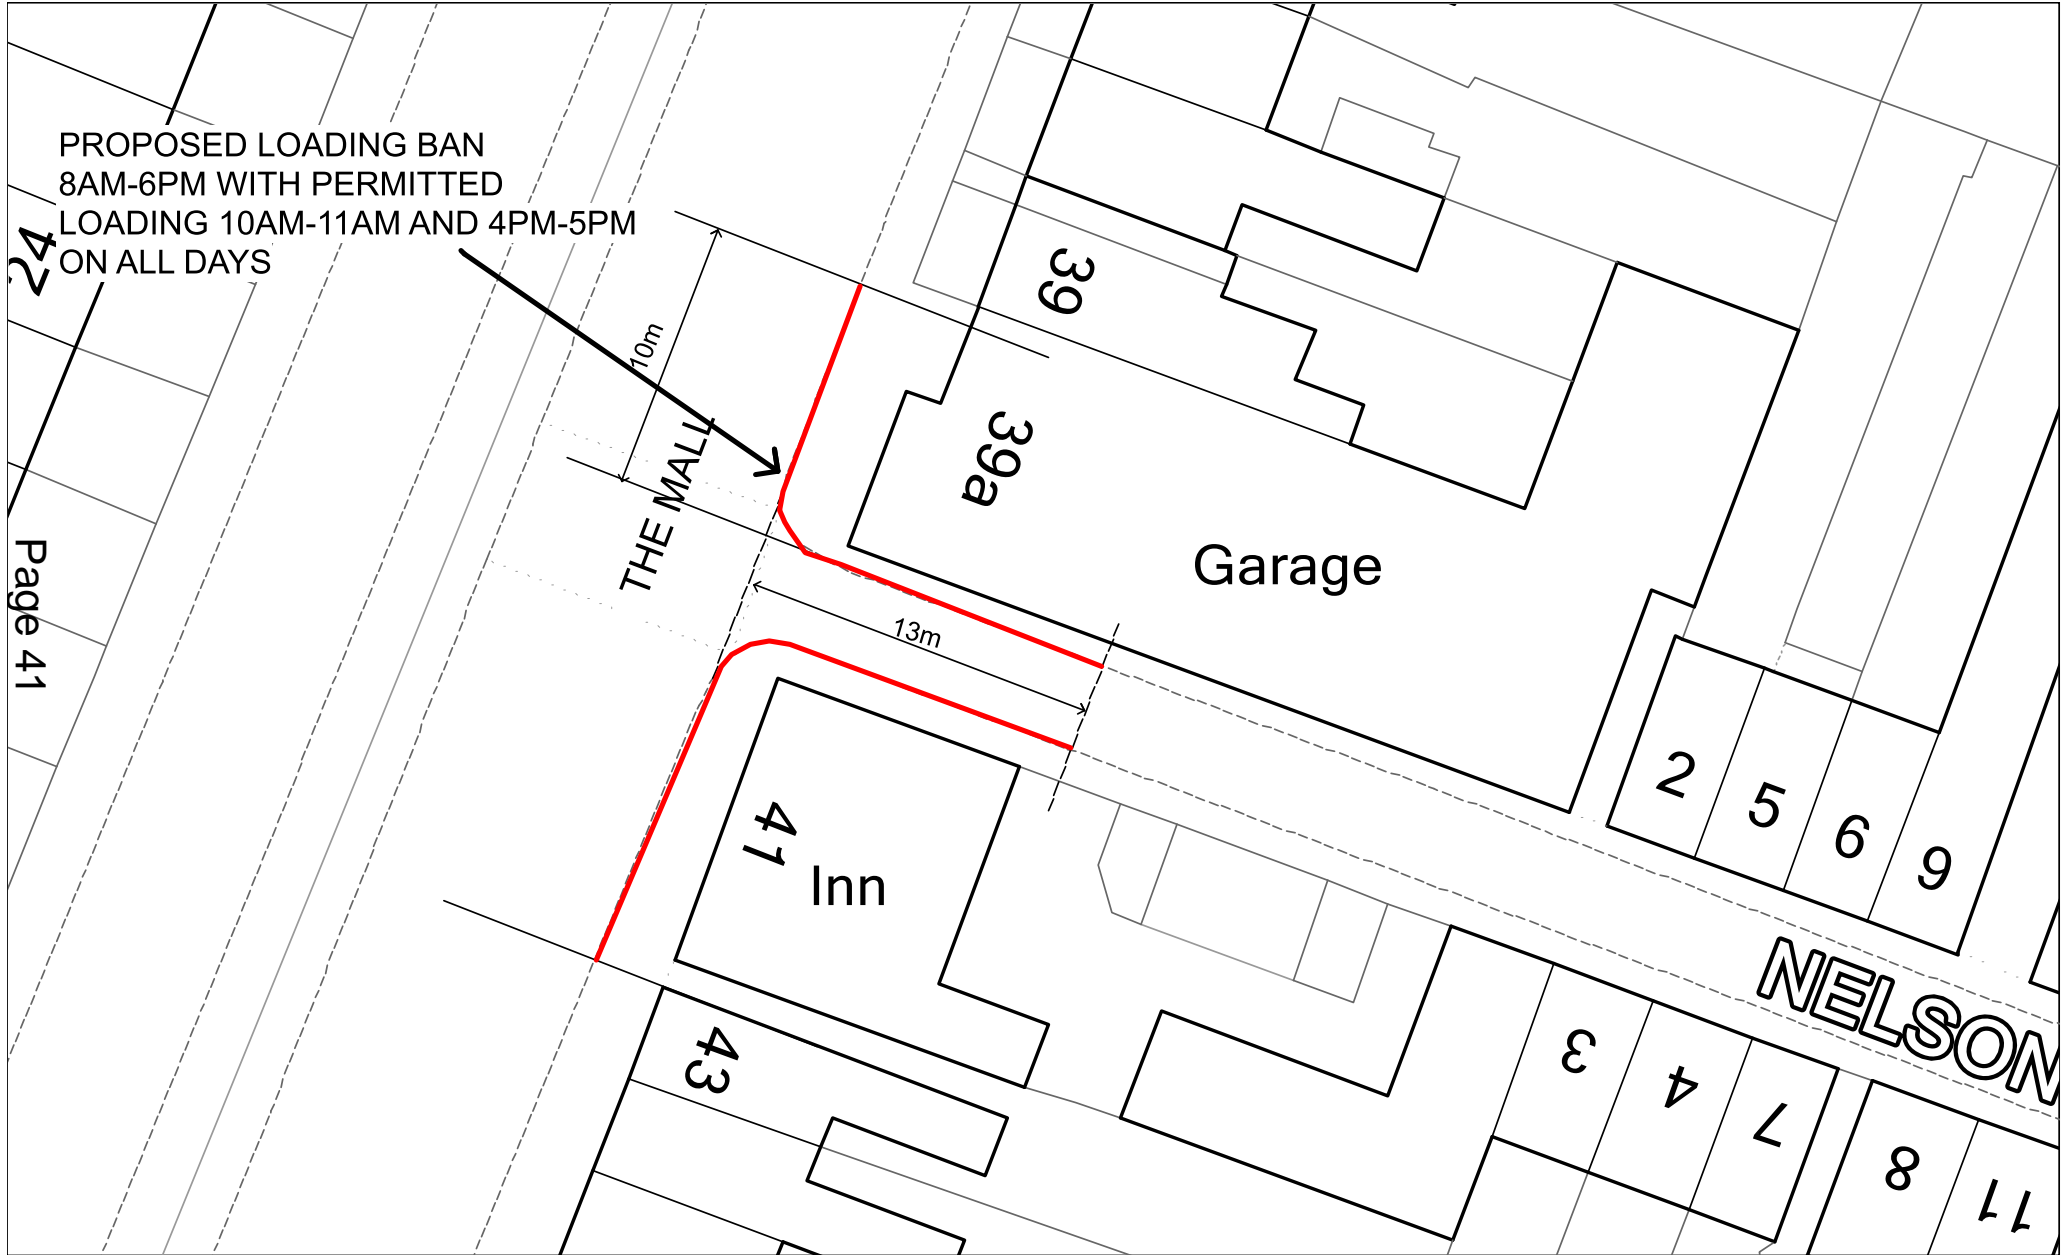 PROPOSED LOADING BAN
8AM-6PM WITH PERMITTED
LOADING 10AM-11AM AND 4PM-5PM
ON ALL DAYS
24
10m
39
39a
THE MALL
Page 41
Garage
13m
41
Inn
2
5
6
9
NELSON
43
3
4
7
8
11